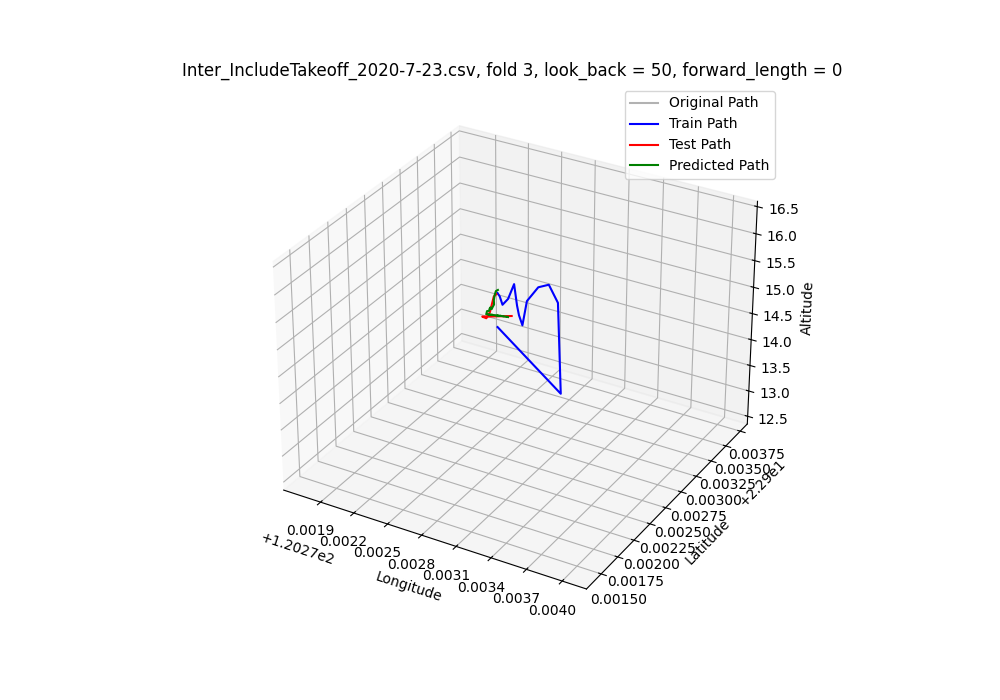 Inter_IncludeTakeoff_2020-7-23.csv, fold 3, look_back = 50, forward_length = 0
Original Path
Train Path
Test Path
Predicted Path
16.5
16.0
15.5
15.0
14.5
14.0
13.5
13.0
12.5
Altitude
0.00375
0.00350
0.00325
0.00300
0.00275
0.00250
0.00225
0.00200
0.00175
0.00150
+2.29e1
Latitude
0.0019
0.0022
0.0025
0.0028
0.0031
0.0034
0.0037
0.0040
+1.2027e2
Longitude